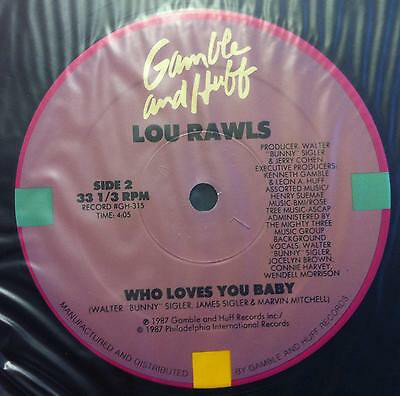 Gamble
and Huff
LOU RAWLS
SIDE 2
33 1/3 RPM
RECORD #GH-315
TIME: 4:05
PRODUCER: WALTER
"BUNNY" SIGLER
& JERRY COHEN
EXECUTIVE PRODUCERS:
KENNETH GAMBLE
& LEON A. HUFF
ASSORTED MUSIC/
HENRY SUEMAE
MUSIC BMI/ROSE
TREE MUSIC ASCAP
ADMINISTERED BY
THE MIGHTY THREE
MUSIC GROUP
BACKGROUND
VOCALS: WALTER
"BUNNY" SIGLER,
JOCELYN BROWN,
CONNIE HARVEY,
WENDELL MORRISON
WHO LOVES YOU BABY
(WALTER "BUNNY" SIGLER, JAMES SIGLER & MARVIN MITCHELL)
℗ 1987 Gamble and Huff Records Inc./
© 1987 Philadelphia International Records
MANUFACTURED AND DISTRIBUTED BY GAMBLE AND HUFF RECORDS